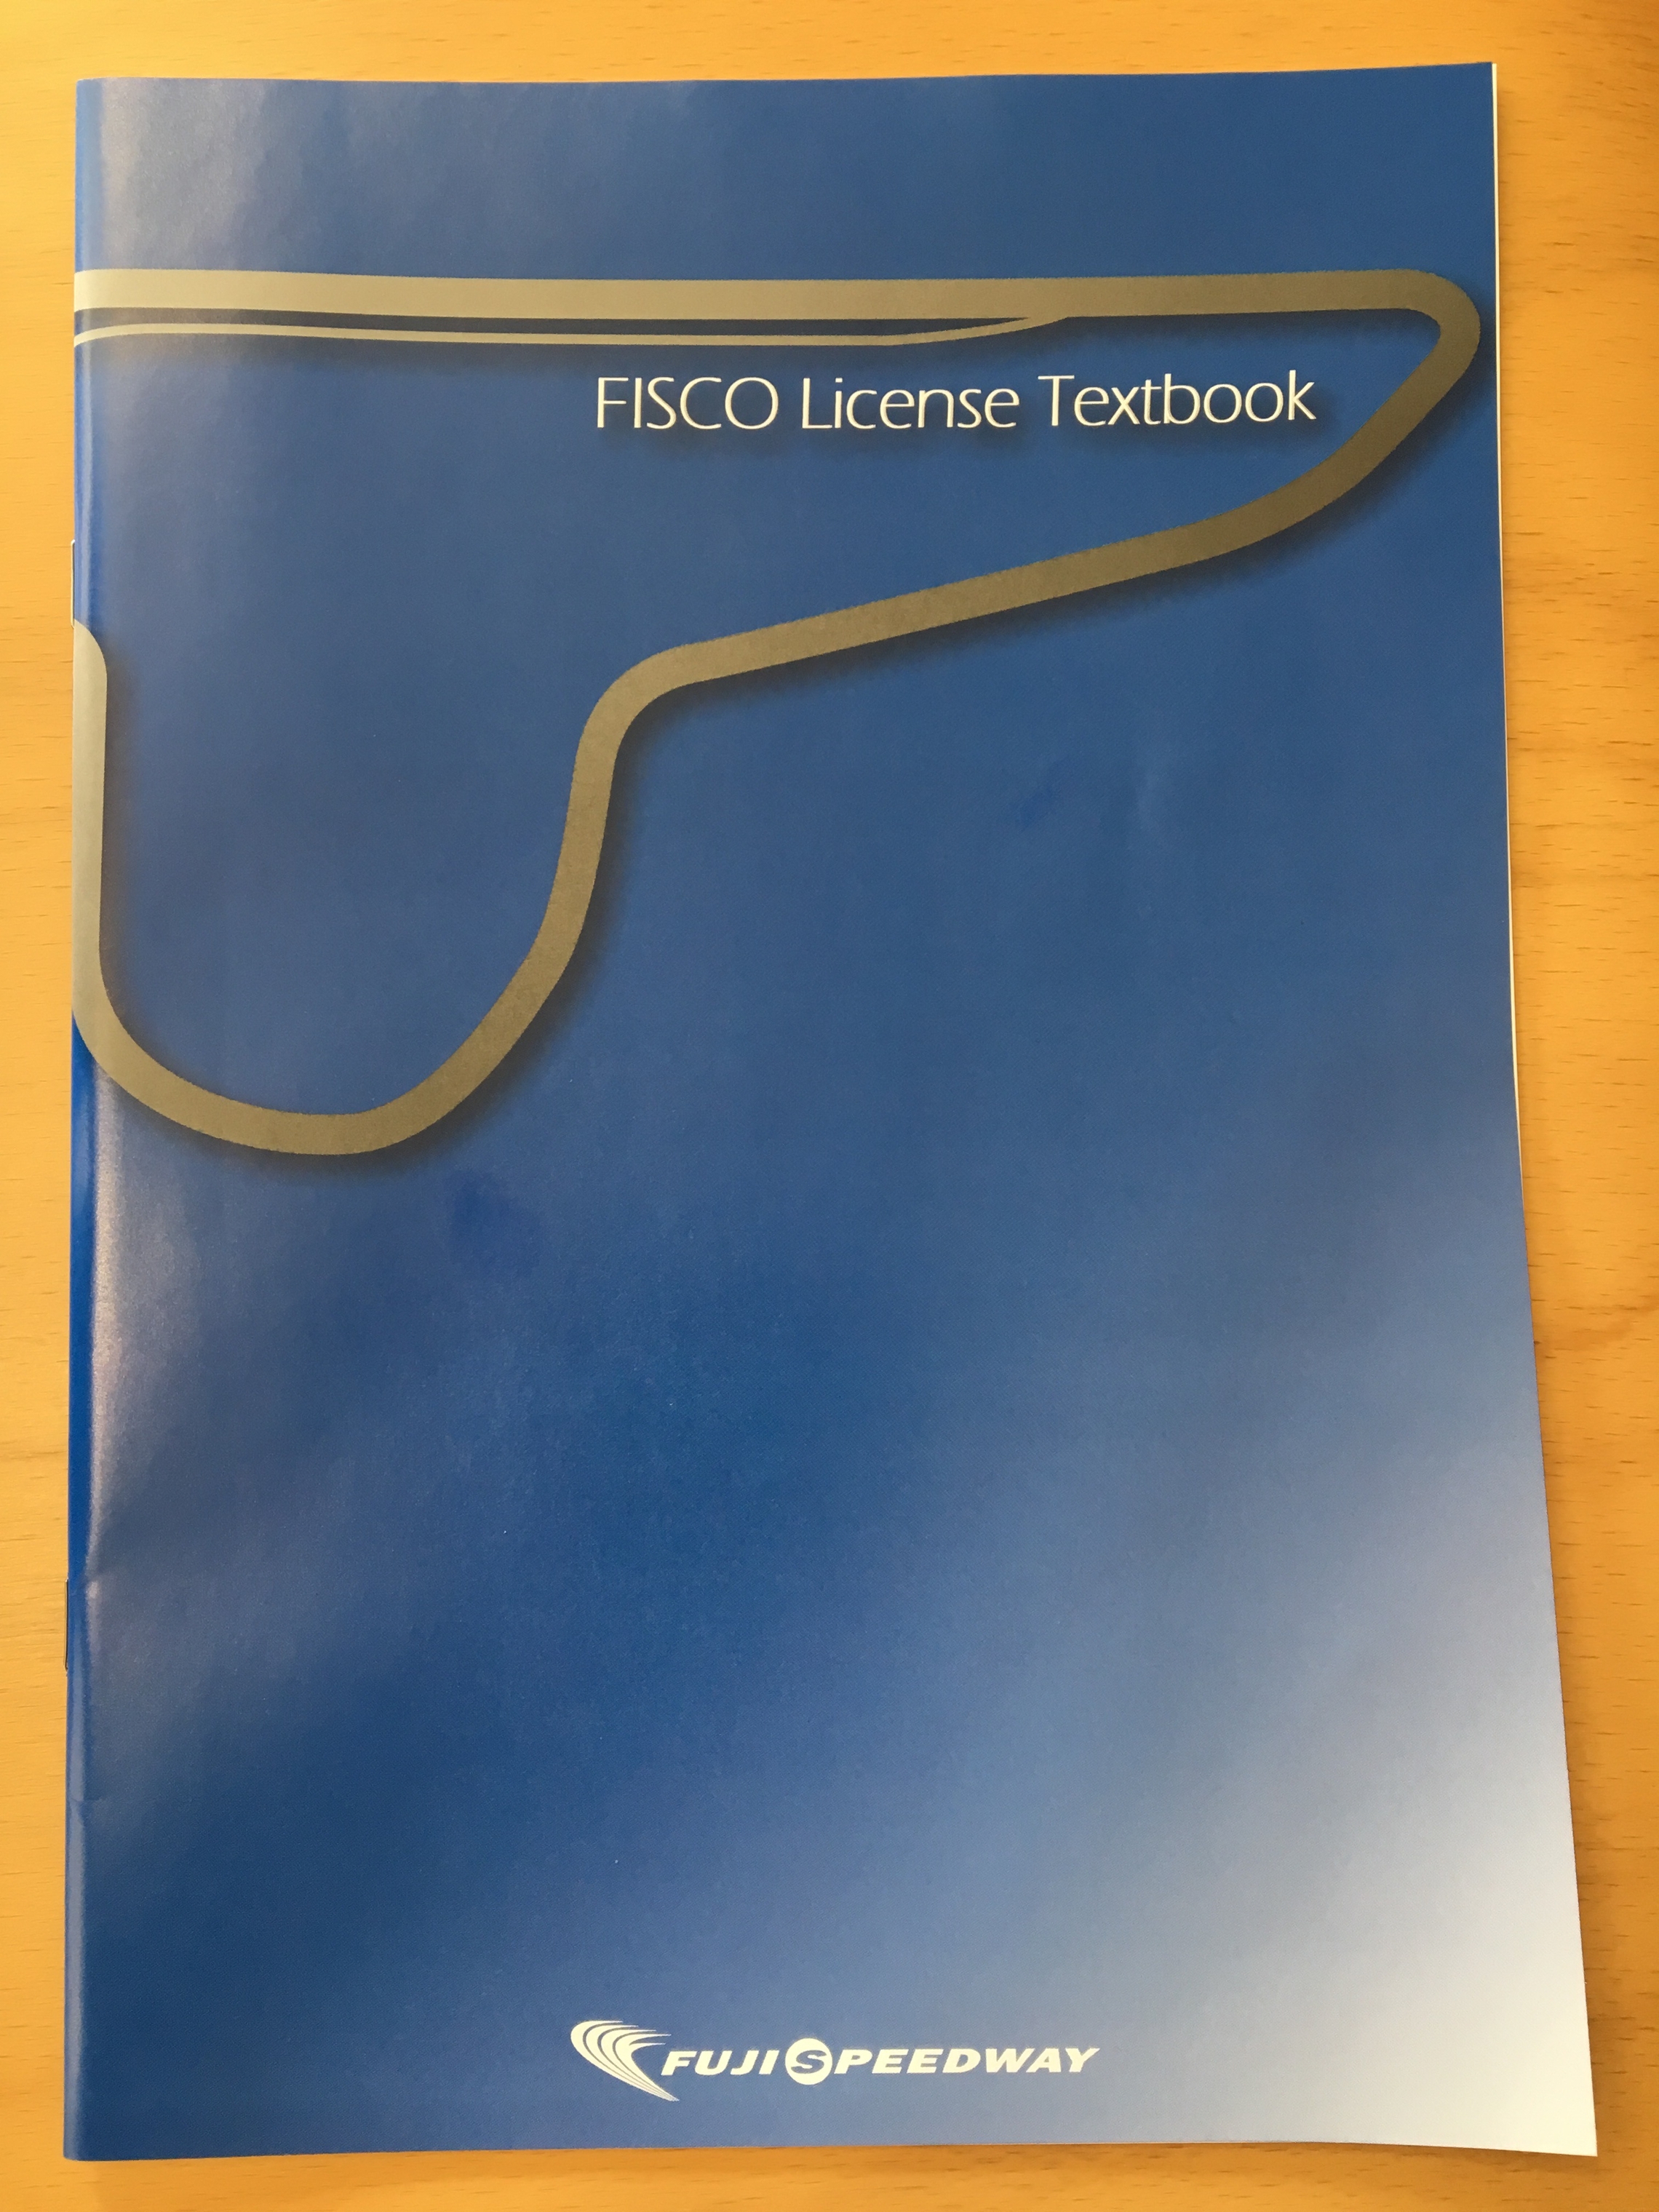 FISCO License Textbook
FUJI SPEEDWAY